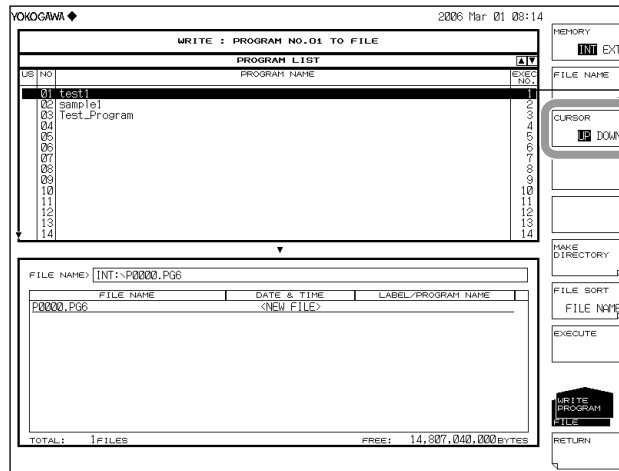 YOKOGAWA ◆ 2006 Mar 01 08:14
WRITE : PROGRAM NO.01 TO FILE
PROGRAM LIST
US NO PROGRAM NAME EXEC NO.
01 test1 1
02 sample1 2
03 Test_Program 3
04 4
05 5
06 6
07 7
08 8
09 9
10 10
11 11
12 12
13 13
14 14
FILE NAME> INT:\P0000.PG6
FILE NAME DATE & TIME LABEL/PROGRAM NAME
P0000.PG6 <NEW FILE>
TOTAL: 1FILES FREE: 14,807,040,000BYTES
MEMORY
INT EXT
FILE NAME
CURSOR
UP DOWN
MAKE
DIRECTORY
FILE SORT
FILE NAME
EXECUTE
WRITE
PROGRAM
FILE
RETURN